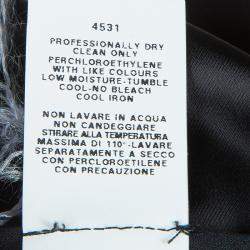 4531
PROFESSIONALLY DRY
CLEAN ONLY
PERCHLOROETHYLENE
WITH LIKE COLOURS
LOW MOISTURE-TUMBLE
COOL-NO BLEACH
COOL IRON
NON LAVARE IN ACQUA
NON CANDEGGIARE
STIRARE ALLA TEMPERATURA
MASSIMA DI 110°-LAVARE
SEPARATAMENTE A SECCO
CON PERCLOROETILENE
CON PRECAUZIONE